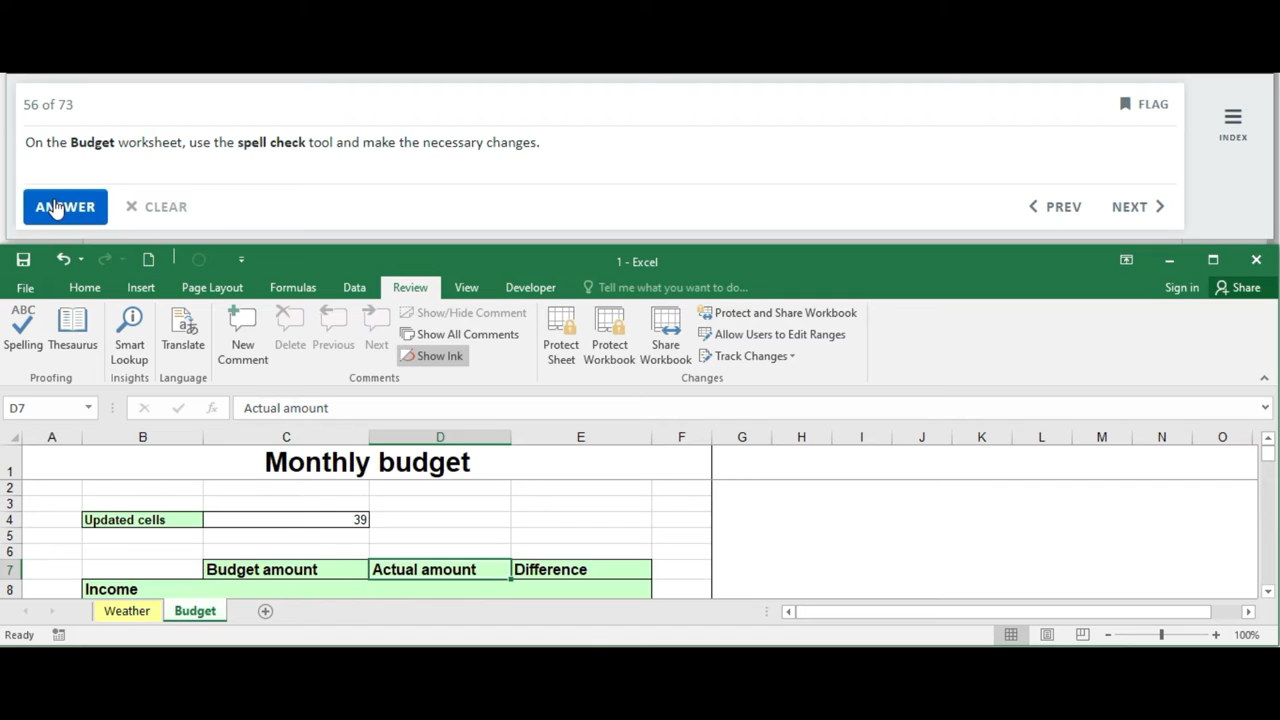 56 of 73
FLAG
INDEX
On the Budget worksheet, use the spell check tool and make the necessary changes.
ANSWER
CLEAR
PREV
NEXT
1 - Excel
File
Home
Insert
Page Layout
Formulas
Data
Review
View
Developer
Tell me what you want to do...
Sign in
Share
ABC
Spelling
Thesaurus
Smart Lookup
Translate
New Comment
Delete
Previous
Next
Show/Hide Comment
Show All Comments
Show Ink
Protect Sheet
Protect Workbook
Share Workbook
Protect and Share Workbook
Allow Users to Edit Ranges
Track Changes
Proofing
Insights
Language
Comments
Changes
D7
fx
Actual amount
A B C D E F G H I J K L M N O
1 Monthly budget
2
3
4 Updated cells 39
5
6
7 Budget amount Actual amount Difference
8 Income
Weather
Budget
Ready
100%